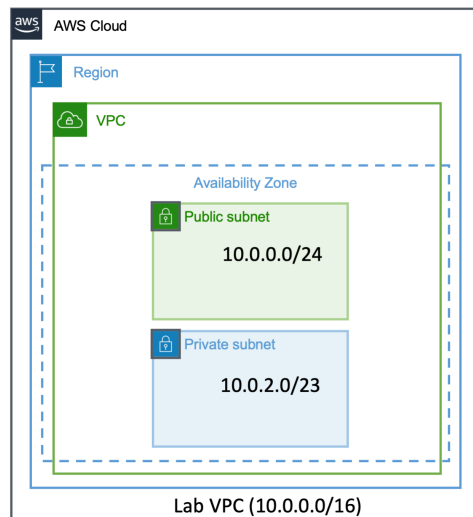 aws
AWS Cloud
Region
VPC
Availability Zone
Public subnet
10.0.0.0/24
Private subnet
10.0.2.0/23
Lab VPC (10.0.0.0/16)